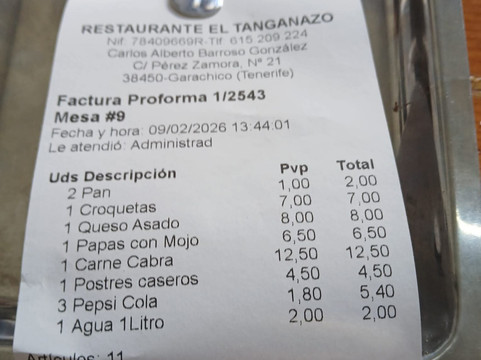 RESTAURANTE EL TANGANAZO
Nif: 78409669R-Tlf: 615 209 224
Carlos Alberto Barroso González
C/ Pérez Zamora, Nº 21
38450-Garachico (Tenerife)
Factura Proforma 1/2543
Mesa #9
Fecha y hora: 09/02/2026 13:44:01
Le atendió: Administrad
Uds Descripción Pvp Total
2 Pan 1,00 2,00
1 Croquetas 7,00 7,00
1 Queso Asado 8,00 8,00
1 Papas con Mojo 6,50 6,50
1 Carne Cabra 12,50 12,50
1 Postres caseros 4,50 4,50
3 Pepsi Cola 1,80 5,40
1 Agua 1Litro 2,00 2,00
Artículos: 11